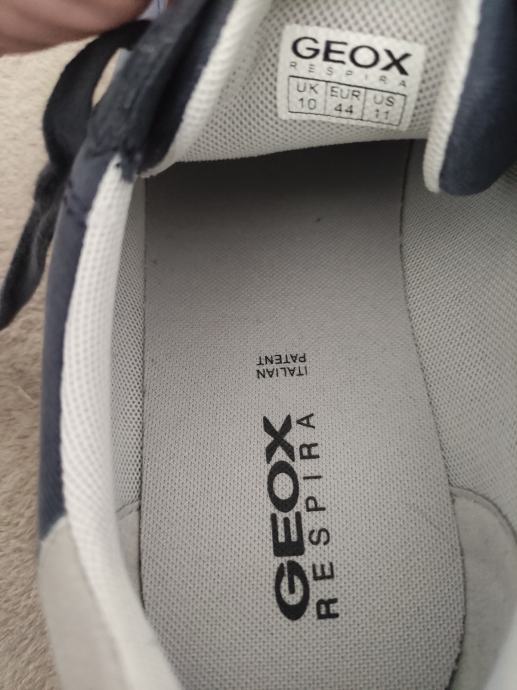 GEOX
RESPIRA
UK EUR US
10 44 11
ITALIAN
PATENT
GEOX
RESPIRA